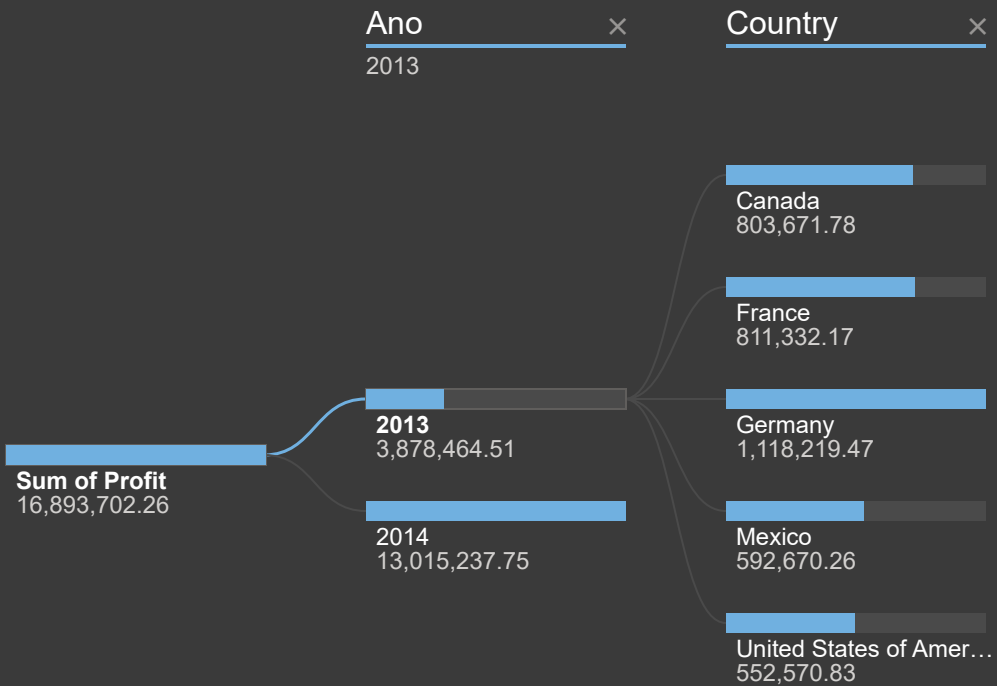 Ano
2013
Country
Canada
803,671.78
France
811,332.17
2013
3,878,464.51
Germany
1,118,219.47
Sum of Profit
16,893,702.26
2014
13,015,237.75
Mexico
592,670.26
United States of Amer…
552,570.83